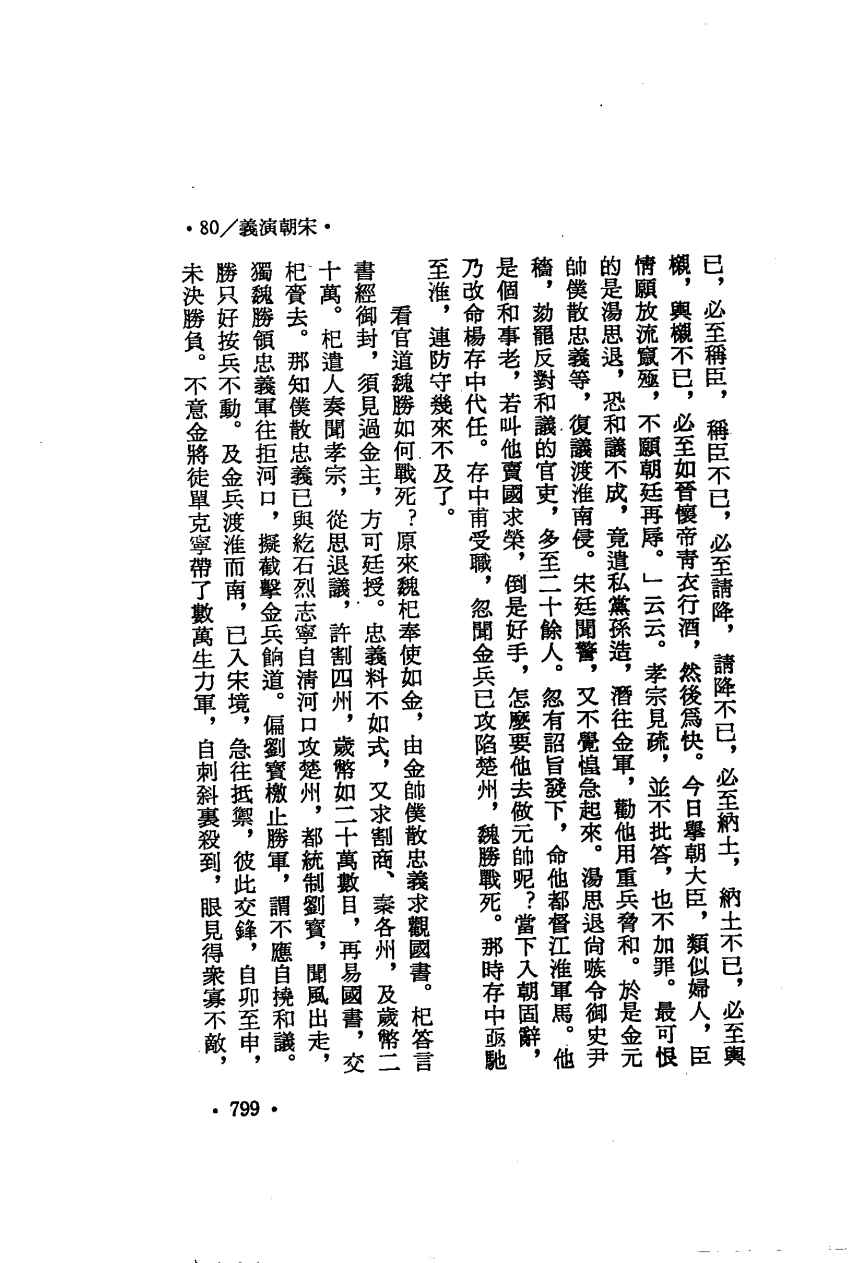 •80／義演朝宋•
已，必至稱臣，稱臣不已，必至請降，請降不已，必至納土，納土不已，必至輿
櫬，輿櫬不已，必至如晉懷帝靑衣行酒，然後爲快。今日舉朝大臣，類似婦人，臣
情願放流竄殛，不願朝廷再辱。」云云。孝宗見疏，並不批答，也不加罪。最可恨
的是湯思退，恐和議不成，竟遣私黨孫造，潛往金軍，勸他用重兵脅和。於是金元
帥僕散忠義等，復議渡淮南侵。宋廷聞警，又不覺惶急起來。湯思退尙嗾令御史尹
穡，劾罷反對和議的官吏，多至二十餘人。忽有詔旨發下，命他都督江淮軍馬。他
是個和事老，若叫他賣國求榮，倒是好手，怎麼要他去做元帥呢？當下入朝固辭，
乃改命楊存中代任。存中甫受職，忽聞金兵已攻陷楚州，魏勝戰死。那時存中亟馳
至淮，連防守幾來不及了。
看官道魏勝如何戰死？原來魏杞奉使如金，由金帥僕散忠義求觀國書。杞答言
書經御封，須見過金主，方可廷授。忠義料不如式，又求割商、秦各州，及歲幣二
十萬。杞遣人奏聞孝宗，從思退議，許割四州，歲幣如二十萬數目，再易國書，交
杞賫去。那知僕散忠義已與紇石烈志寧自淸河口攻楚州，都統制劉寶，聞風出走，
獨魏勝領忠義軍往拒河口，擬截擊金兵餉道。偏劉寶檄止勝軍，謂不應自撓和議。
勝只好按兵不動。及金兵渡淮而南，已入宋境，急往抵禦，彼此交鋒，自卯至申，
未決勝負。不意金將徒單克寧帶了數萬生力軍，自刺斜裏殺到，眼見得衆寡不敵，
•799•